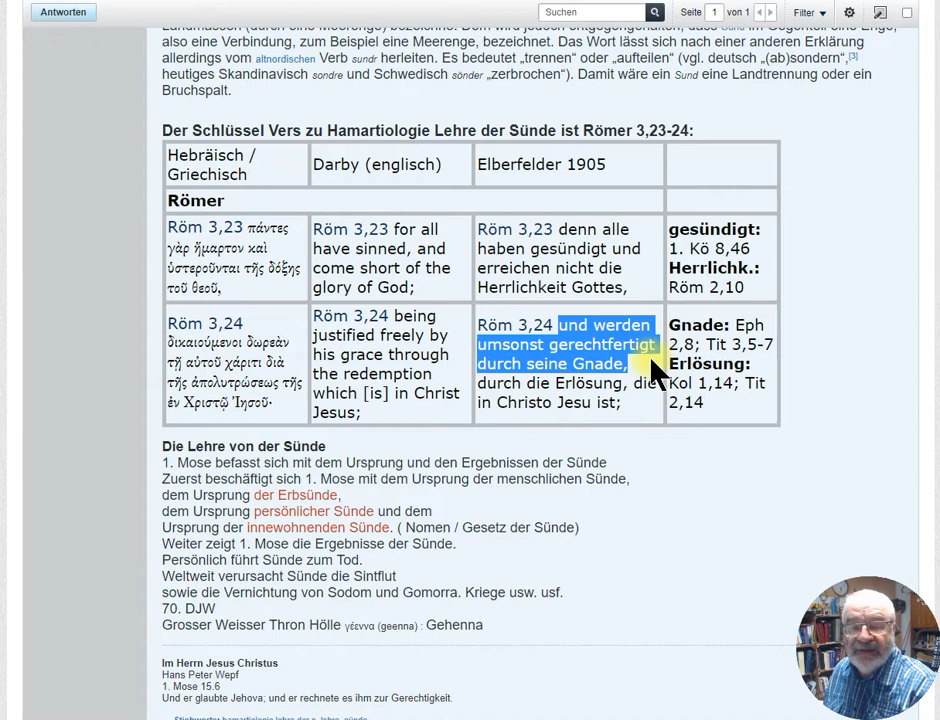 Antworten
Suchen
Seite 1 von 1
Filter
also eine Verbindung, zum Beispiel eine Meerenge, bezeichnet. Das Wort lässt sich nach einer anderen Erklärung
allerdings vom altnordischen Verb sundr herleiten. Es bedeutet „trennen“ oder „aufteilen“ (vgl. deutsch „(ab)sondern“,[3]
heutiges Skandinavisch sondre und Schwedisch sönder „zerbrochen“). Damit wäre ein Sund eine Landtrennung oder ein
Bruchspalt.
Der Schlüssel Vers zu Hamartiologie Lehre der Sünde ist Römer 3,23-24:
Hebräisch /
Griechisch
Darby (englisch)
Elberfelder 1905
Römer
Röm 3,23 πάντες
γὰρ ἥμαρτον καὶ
ὑστεροῦνται τῆς δόξης
τοῦ θεοῦ,
Röm 3,23 for all
have sinned, and
come short of the
glory of God;
Röm 3,23 denn alle
haben gesündigt und
erreichen nicht die
Herrlichkeit Gottes,
gesündigt:
1. Kö 8,46
Herrlichk.:
Röm 2,10
Röm 3,24
δικαιούμενοι δωρεὰν
τῇ αὐτοῦ χάριτι διὰ
τῆς ἀπολυτρώσεως τῆς
ἐν Χριστῷ Ἰησοῦ·
Röm 3,24 being
justified freely by
his grace through
the redemption
which [is] in Christ
Jesus;
Röm 3,24 und werden
umsonst gerechtfertigt
durch seine Gnade,
durch die Erlösung, die
in Christo Jesu ist;
Gnade: Eph
2,8; Tit 3,5-7
Erlösung:
Kol 1,14; Tit
2,14
Die Lehre von der Sünde
1. Mose befasst sich mit dem Ursprung und den Ergebnissen der Sünde
Zuerst beschäftigt sich 1. Mose mit dem Ursprung der menschlichen Sünde,
dem Ursprung der Erbsünde,
dem Ursprung persönlicher Sünde und dem
Ursprung der innewohnenden Sünde. ( Nomen / Gesetz der Sünde)
Weiter zeigt 1. Mose die Ergebnisse der Sünde.
Persönlich führt Sünde zum Tod.
Weltweit verursacht Sünde die Sintflut
sowie die Vernichtung von Sodom und Gomorra. Kriege usw. usf.
70. DJW
Grosser Weisser Thron Hölle γέεννα (geenna) : Gehenna
Im Herrn Jesus Christus
Hans Peter Wepf
1. Mose 15.6
Und er glaubte Jehova; und er rechnete es ihm zur Gerechtigkeit.